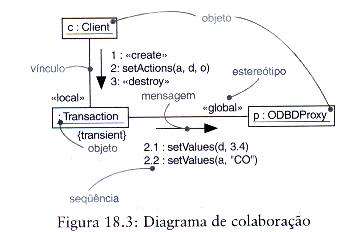 c : Client
objeto
1 : «create»
2: setActions(a, d, o)
3: «destroy»
vínculo
estereótipo
mensagem
«local»
«global»
: Transaction
p : ODBDProxy
{transient}
objeto
2.1 : setValues(d, 3.4)
2.2 : setValues(a, "CO")
seqüência
Figura 18.3: Diagrama de colaboração